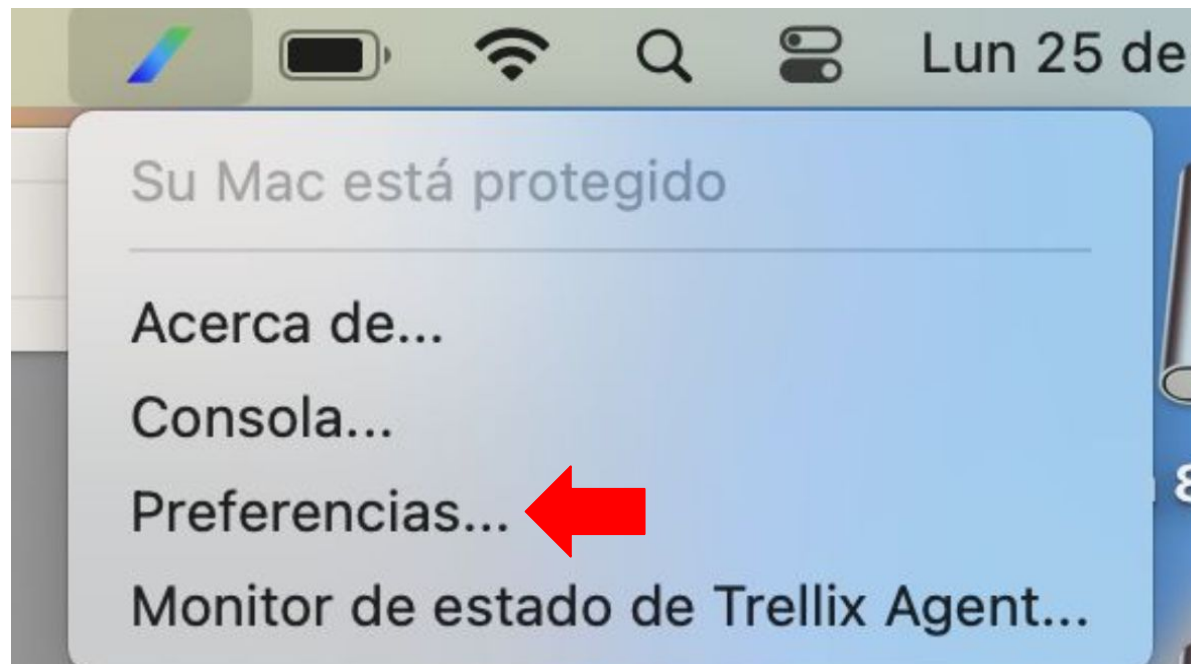 Lun 25 de
Su Mac está protegido
Acerca de...
Consola...
Preferencias...
Monitor de estado de Trellix Agent...